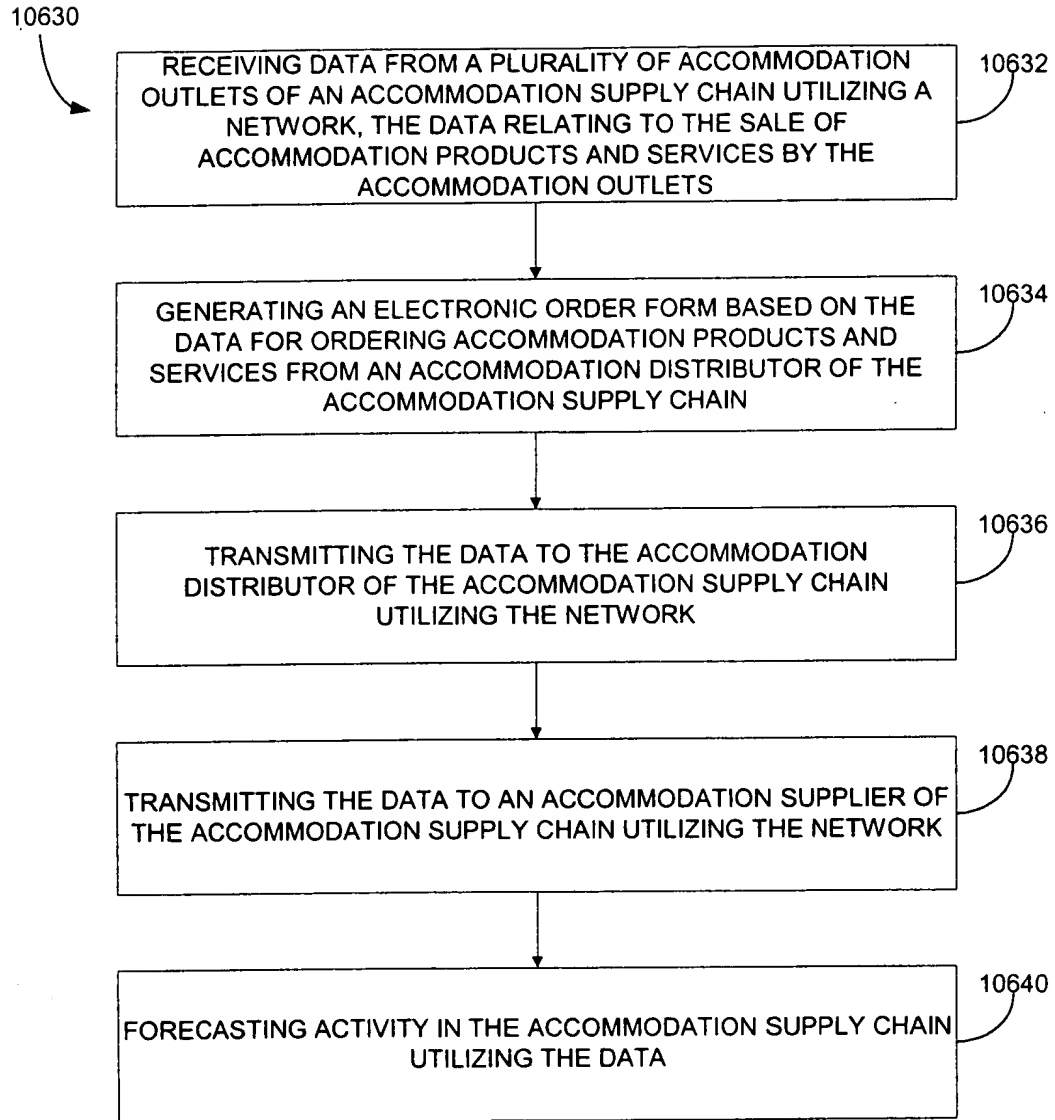 10630
RECEIVING DATA FROM A PLURALITY OF ACCOMMODATION
OUTLETS OF AN ACCOMMODATION SUPPLY CHAIN UTILIZING A
NETWORK, THE DATA RELATING TO THE SALE OF
ACCOMMODATION PRODUCTS AND SERVICES BY THE
ACCOMMODATION OUTLETS
10632
GENERATING AN ELECTRONIC ORDER FORM BASED ON THE
DATA FOR ORDERING ACCOMMODATION PRODUCTS AND
SERVICES FROM AN ACCOMMODATION DISTRIBUTOR OF THE
ACCOMMODATION SUPPLY CHAIN
10634
TRANSMITTING THE DATA TO THE ACCOMMODATION
DISTRIBUTOR OF THE ACCOMMODATION SUPPLY CHAIN
UTILIZING THE NETWORK
10636
TRANSMITTING THE DATA TO AN ACCOMMODATION SUPPLIER OF
THE ACCOMMODATION SUPPLY CHAIN UTILIZING THE NETWORK
10638
FORECASTING ACTIVITY IN THE ACCOMMODATION SUPPLY CHAIN
UTILIZING THE DATA
10640